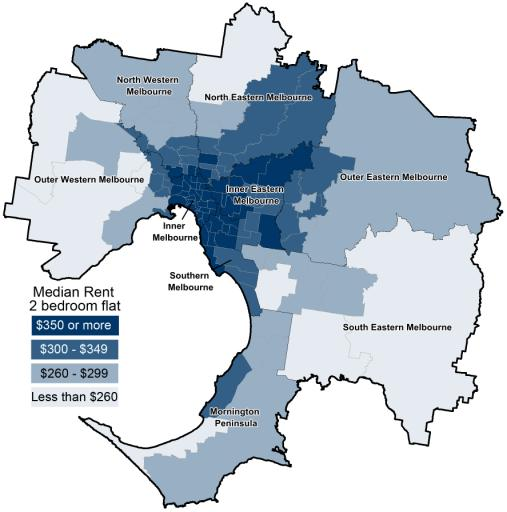 North Western
Melbourne
North Eastern Melbourne
Outer Western Melbourne
Inner Eastern
Melbourne
Outer Eastern Melbourne
Inner
Melbourne
Southern
Melbourne
South Eastern Melbourne
Mornington
Peninsula
Median Rent
2 bedroom flat
$350 or more
$300 - $349
$260 - $299
Less than $260